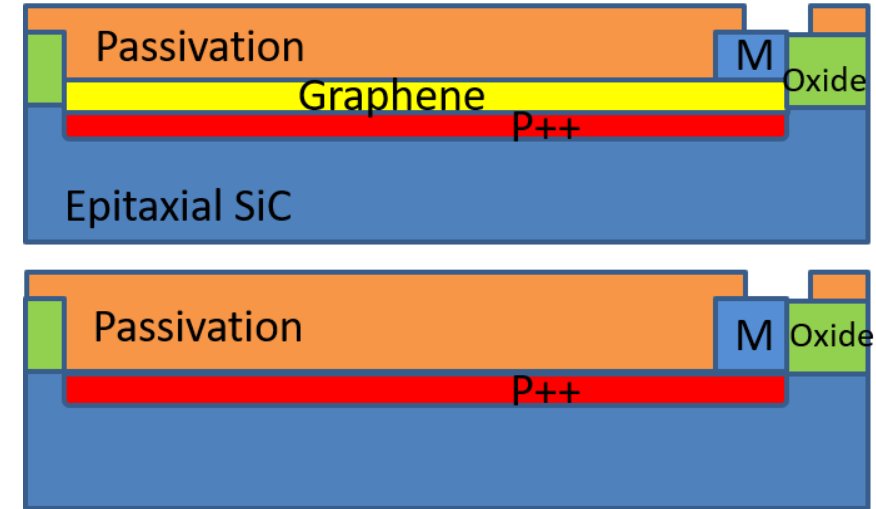 Passivation
M
Oxide
Graphene
P++
Epitaxial SiC
Passivation
M
Oxide
P++